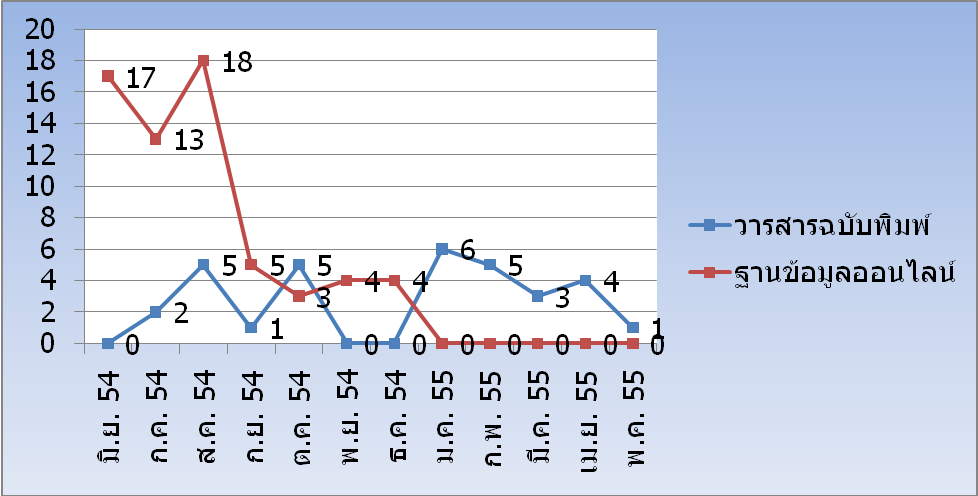 20
18
16
14
12
10
8
6
4
2
0
17
13
18
5
3
4
4
0
0
0
0
0
0
2
5
1
5
0
0
6
5
3
4
1
มิ.ย. 54
ก.ค. 54
ส.ค. 54
ก.ย. 54
ต.ค. 54
พ.ย. 54
ธ.ค. 54
ม.ค. 55
ก.พ. 55
มี.ค. 55
เม.ย. 55
พ.ค. 55
วารสารฉบับพิมพ์
ฐานข้อมูลออนไลน์